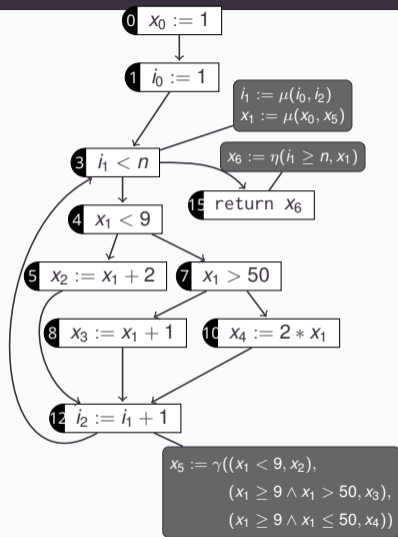 0 x₀ := 1
1 i₀ := 1
i₁ := μ(i₀, i₂)
x₁ := μ(x₀, x₅)
3 i₁ < n
x₆ := η(i₁ ≥ n, x₁)
15 return x₆
4 x₁ < 9
5 x₂ := x₁ + 2
7 x₁ > 50
8 x₃ := x₁ + 1
10 x₄ := 2 * x₁
12 i₂ := i₁ + 1
x₅ := γ((x₁ < 9, x₂),
(x₁ ≥ 9 ∧ x₁ > 50, x₃),
(x₁ ≥ 9 ∧ x₁ ≤ 50, x₄))